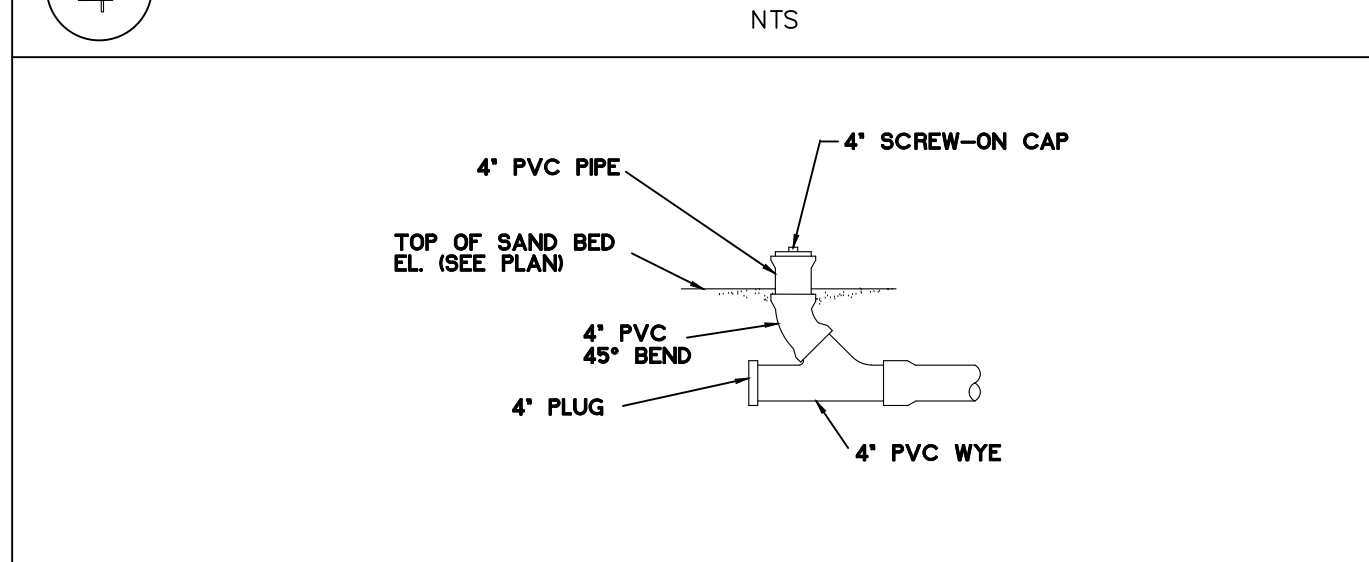 NTS
4" SCREW-ON CAP
4" PVC PIPE
TOP OF SAND BED
EL. (SEE PLAN)
4" PVC
45° BEND
4" PLUG
4" PVC WYE